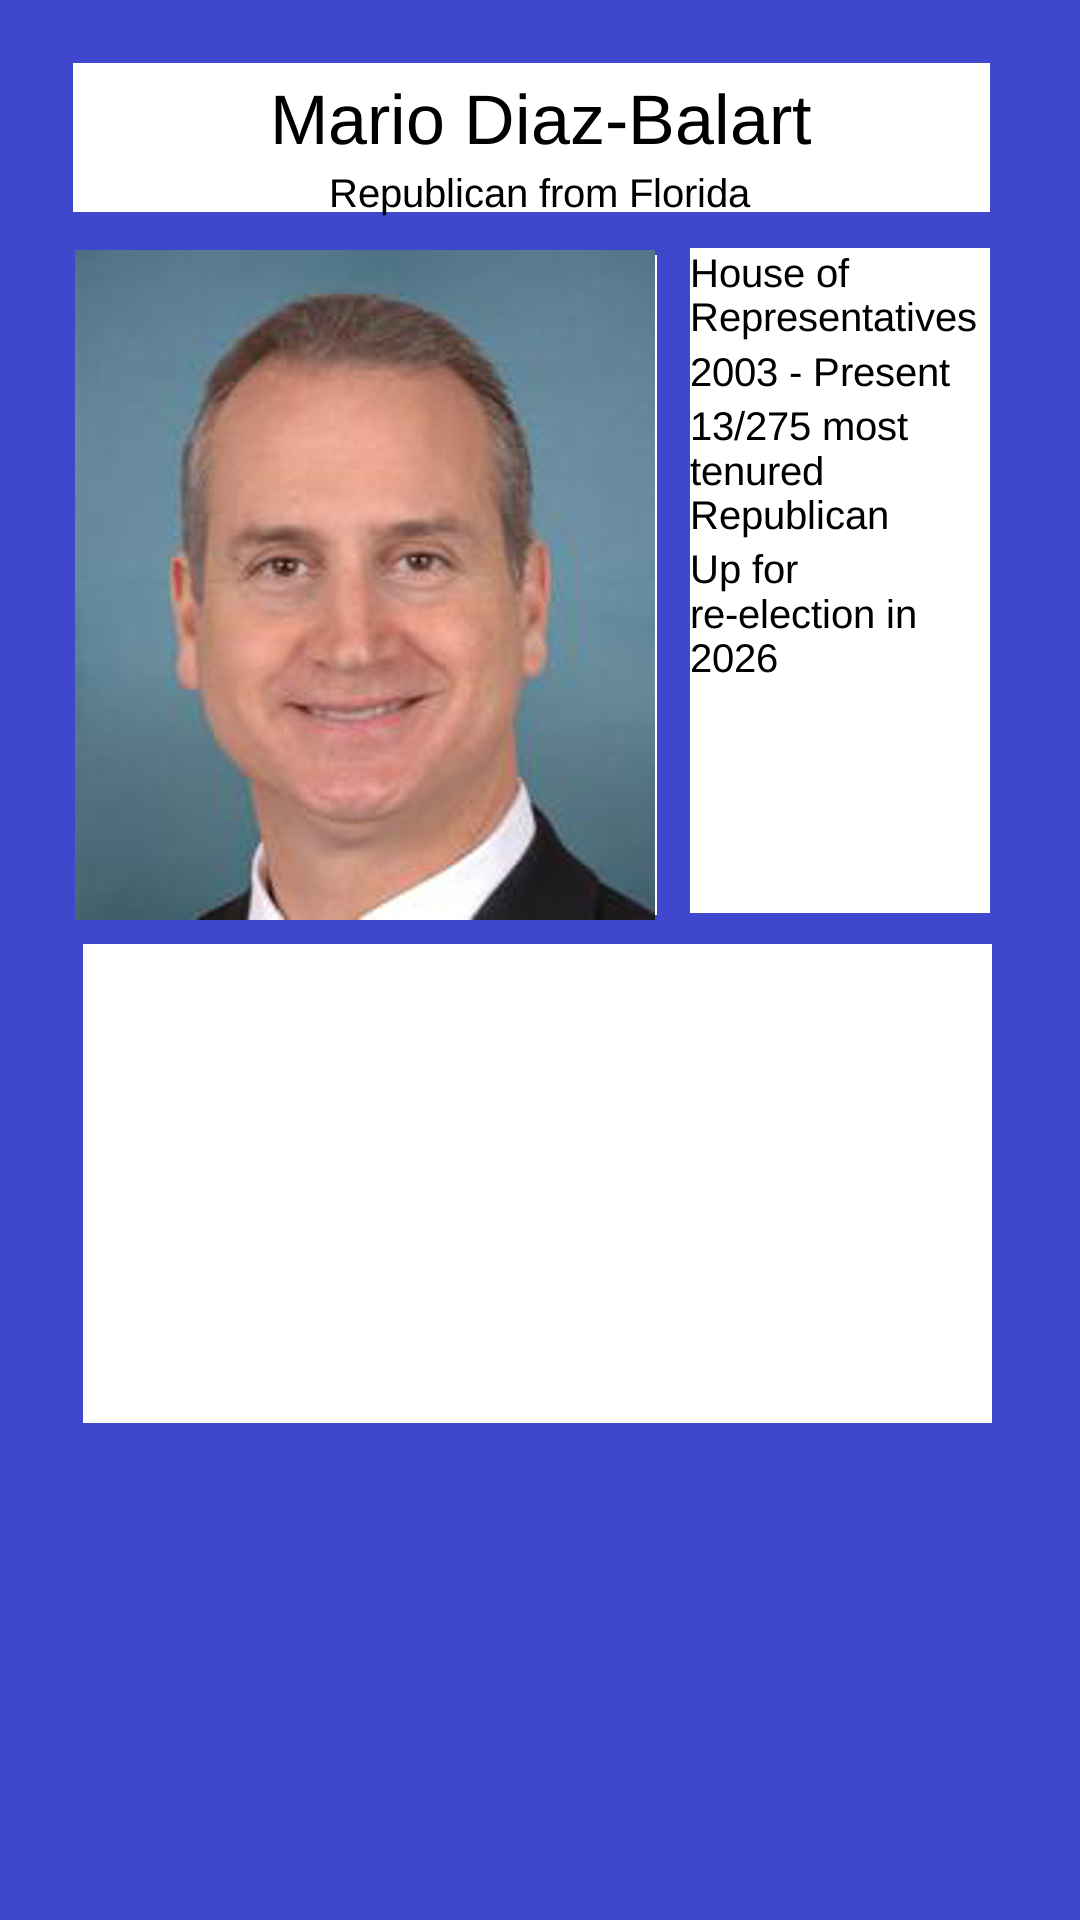 Mario Diaz-Balart
Republican from Florida
House of
Representatives
2003 - Present
13/275 most
tenured
Republican
Up for
re-election in
2026